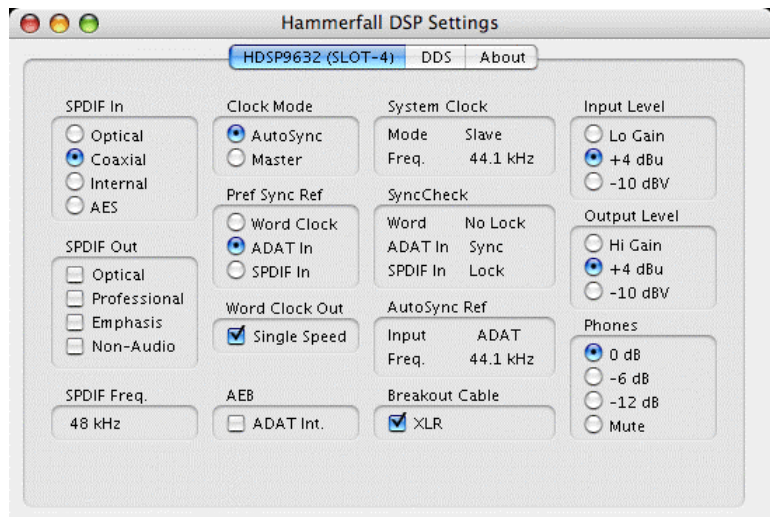 Hammerfall DSP Settings
HDSP9632 (SLOT-4) DDS About
SPDIF In
Optical
Coaxial
Internal
AES
SPDIF Out
Optical
Professional
Emphasis
Non-Audio
SPDIF Freq.
48 kHz
Clock Mode
AutoSync
Master
Pref Sync Ref
Word Clock
ADAT In
SPDIF In
Word Clock Out
Single Speed
AEB
ADAT Int.
System Clock
Mode Slave
Freq. 44.1 kHz
SyncCheck
Word No Lock
ADAT In Sync
SPDIF In Lock
AutoSync Ref
Input ADAT
Freq. 44.1 kHz
Breakout Cable
XLR
Input Level
Lo Gain
+4 dBu
-10 dBV
Output Level
Hi Gain
+4 dBu
-10 dBV
Phones
0 dB
-6 dB
-12 dB
Mute